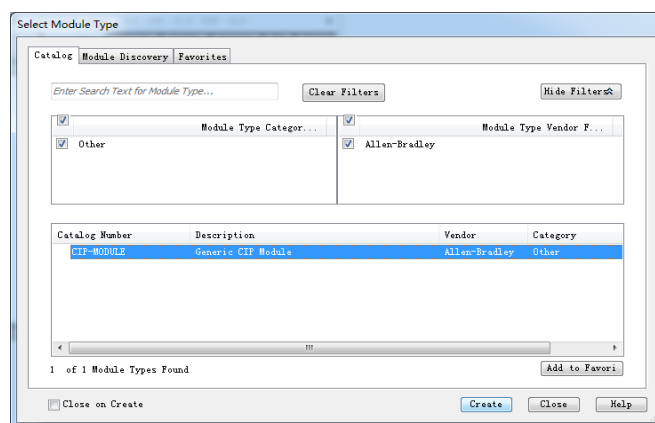 Select Module Type
Catalog Module Discovery Favorites
Enter Search Text for Module Type...
Clear Filters
Hide Filters
Module Type Categor...
Module Type Vendor F...
Other
Allen-Bradley
Catalog Number Description Vendor Category
CIP-MODULE Generic CIP Module Allen-Bradley Other
1 of 1 Module Types Found
Add to Favori
Close on Create
Create Close Help